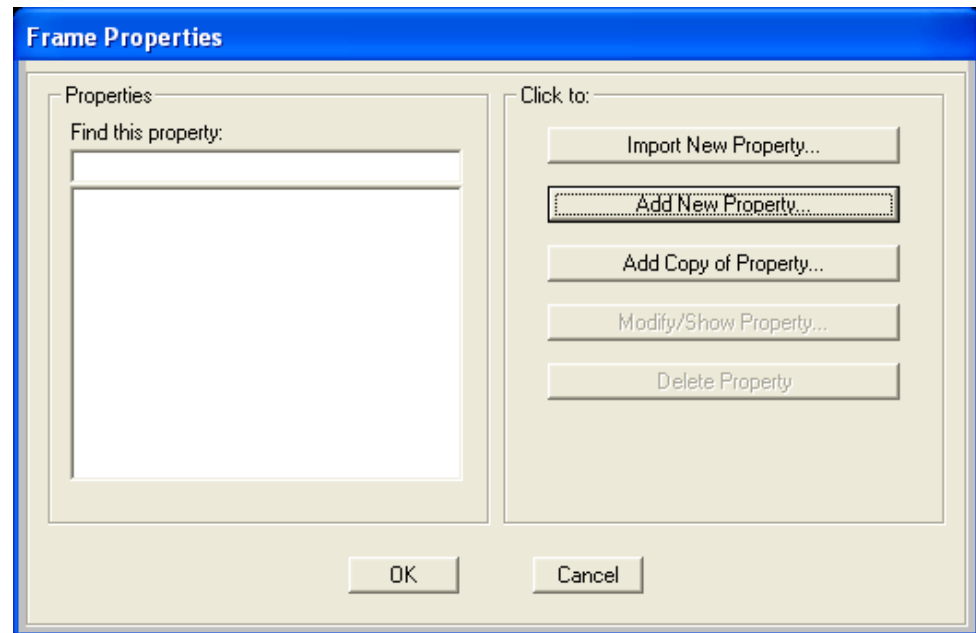 Frame Properties
Properties
Find this property:
Click to:
Import New Property...
Add New Property...
Add Copy of Property...
Modify/Show Property...
Delete Property
OK
Cancel